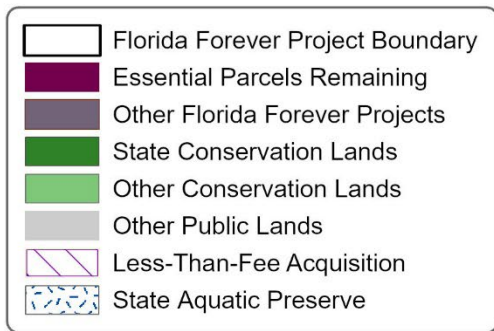 Florida Forever Project Boundary
Essential Parcels Remaining
Other Florida Forever Projects
State Conservation Lands
Other Conservation Lands
Other Public Lands
Less-Than-Fee Acquisition
State Aquatic Preserve